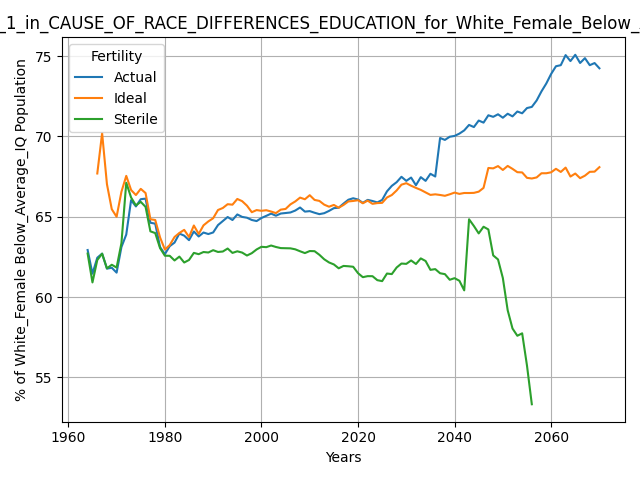 _1_in_CAUSE_OF_RACE_DIFFERENCES_EDUCATION_for_White_Female_Below_
Fertility
Actual
Ideal
Sterile
% of White_Female Below_Average_IQ Population
75
70
65
60
55
1960
1980
2000
2020
2040
2060
Years